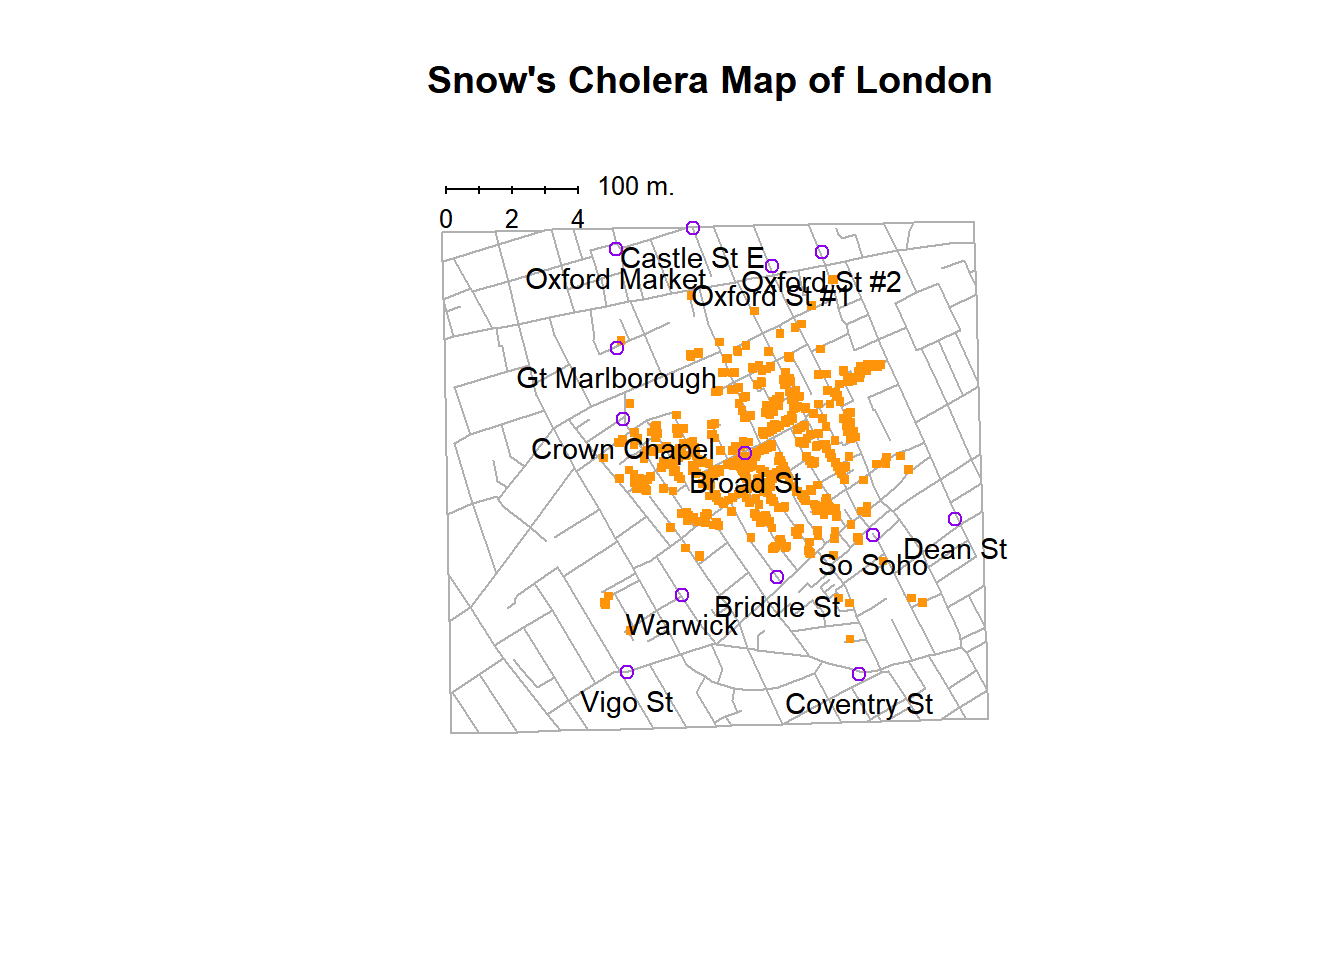 Snow's Cholera Map of London
100 m.
0 2 4
Castle St E
Oxford Market
Oxford St #2
Oxford St #1
Gt Marlborough
Crown Chapel
Broad St
Dean St
So Soho
Briddle St
Warwick
Vigo St
Coventry St